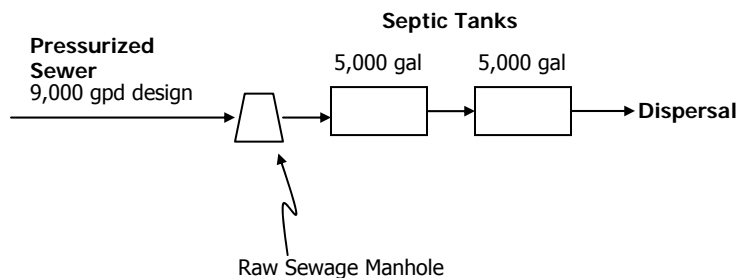 Septic Tanks
Pressurized
Sewer
9,000 gpd design
5,000 gal
5,000 gal
Dispersal
Raw Sewage Manhole